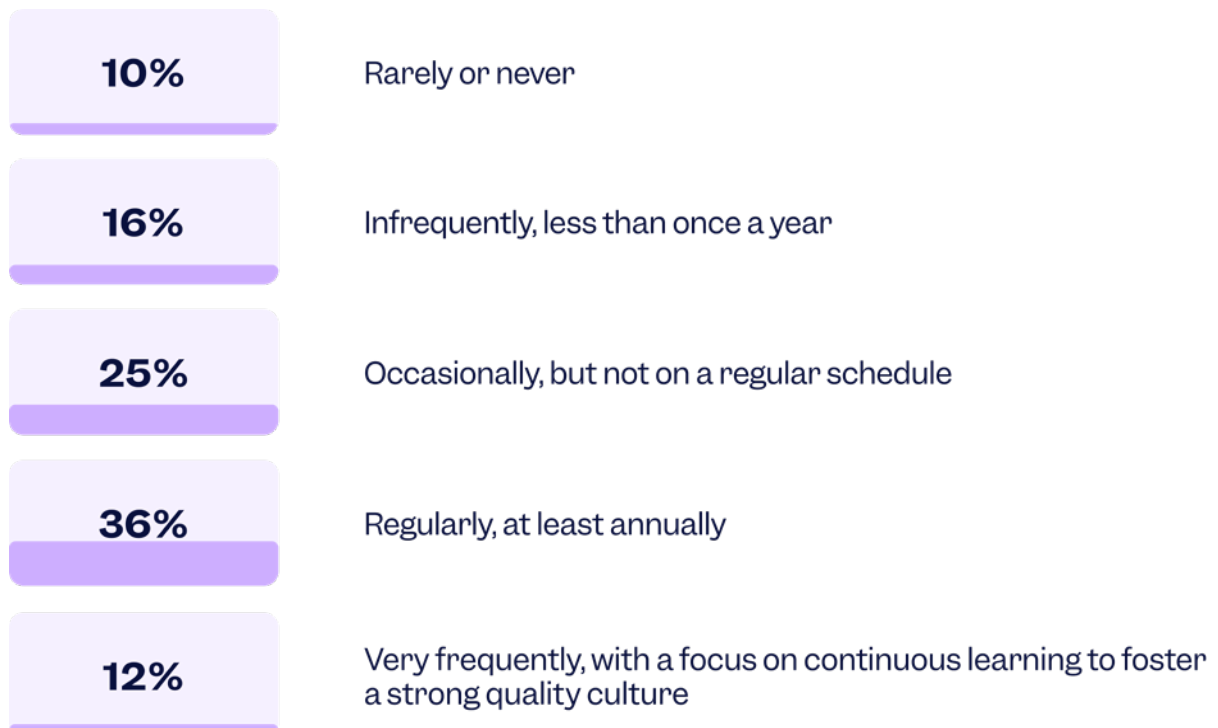 10%
Rarely or never
16%
Infrequently, less than once a year
25%
Occasionally, but not on a regular schedule
36%
Regularly, at least annually
12%
Very frequently, with a focus on continuous learning to foster
a strong quality culture